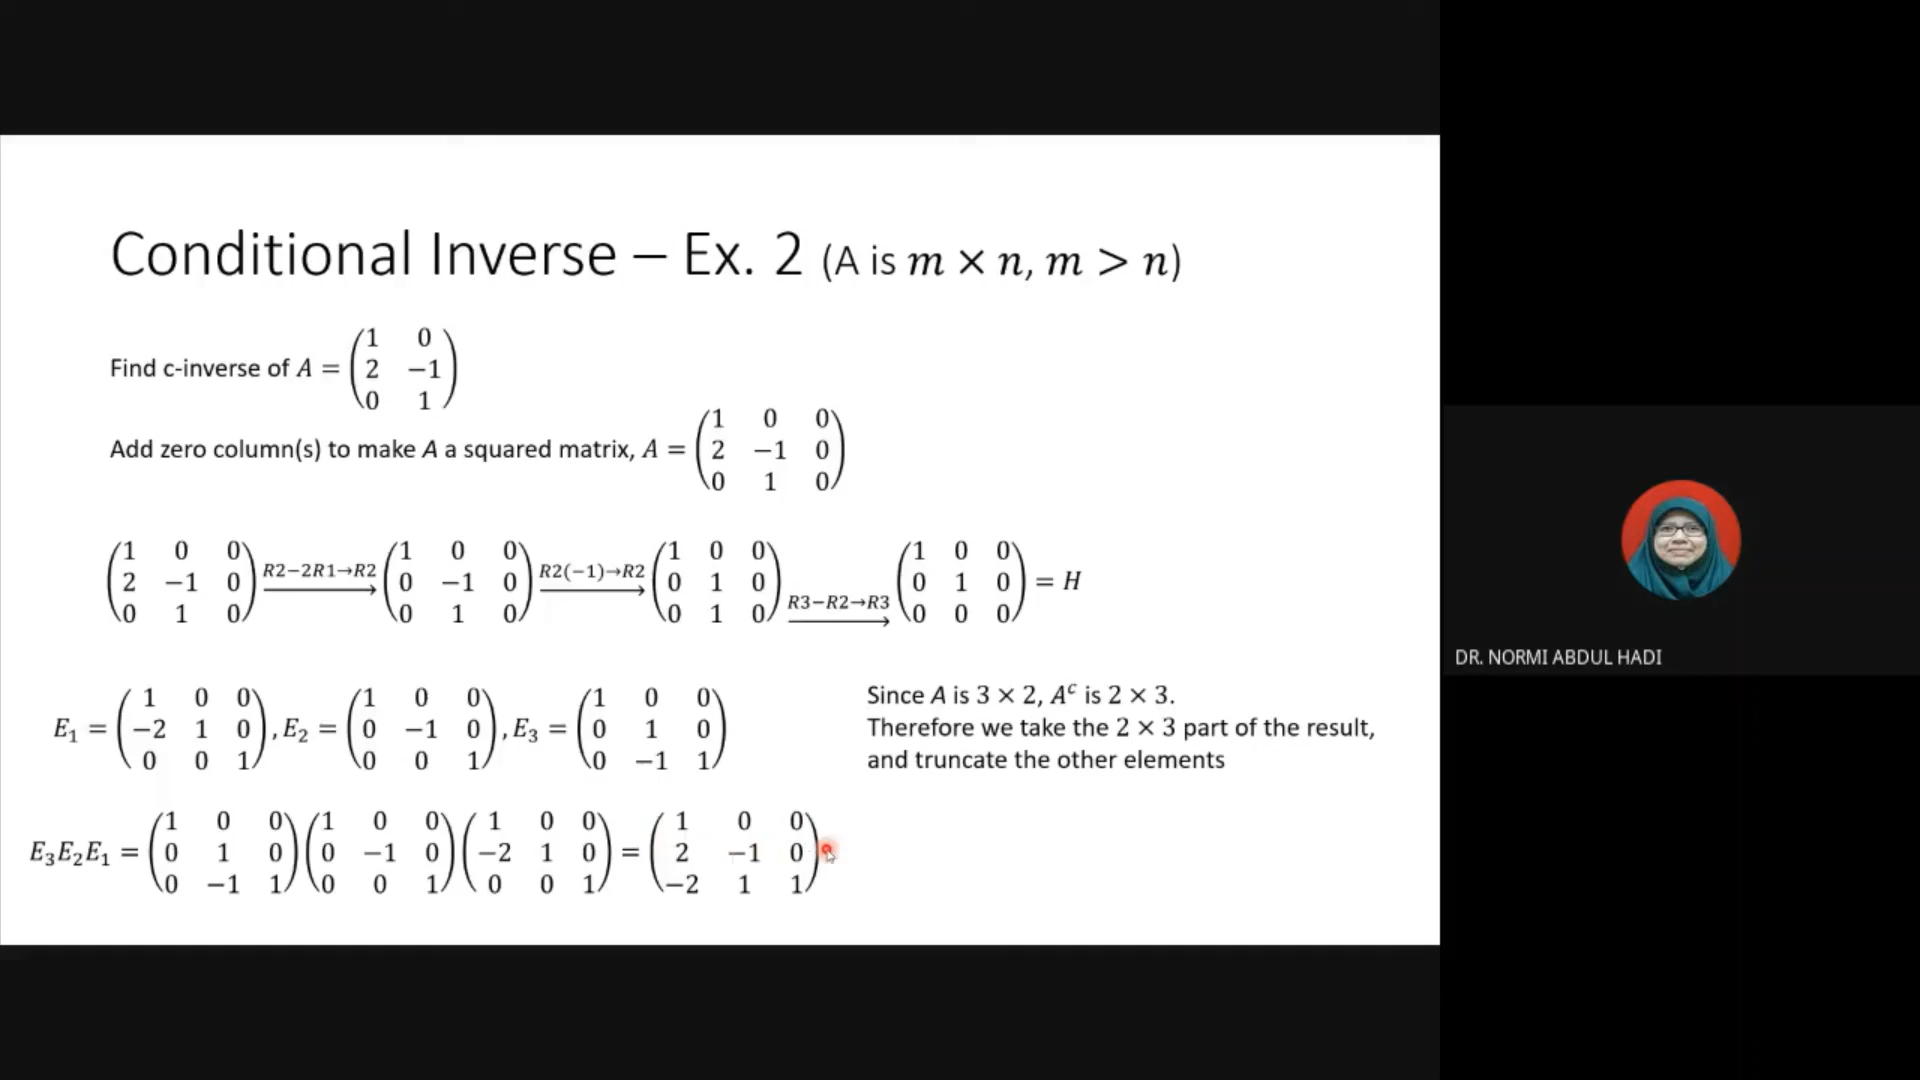 Conditional Inverse – Ex. 2 (A is m × n, m > n)
Find c-inverse of A = (1 0; 2 −1; 0 1)
Add zero column(s) to make A a squared matrix, A = (1 0 0; 2 −1 0; 0 1 0)
(1 0 0; 2 −1 0; 0 1 0) R2−2R1→R2 (1 0 0; 0 −1 0; 0 1 0) R2(−1)→R2 (1 0 0; 0 1 0; 0 1 0) R3−R2→R3 (1 0 0; 0 1 0; 0 0 0) = H
E₁ = (1 0 0; −2 1 0; 0 0 1), E₂ = (1 0 0; 0 −1 0; 0 0 1), E₃ = (1 0 0; 0 1 0; 0 −1 1)
Since A is 3 × 2, Aᶜ is 2 × 3.
Therefore we take the 2 × 3 part of the result,
and truncate the other elements
E₃E₂E₁ = (1 0 0; 0 1 0; 0 −1 1)(1 0 0; 0 −1 0; 0 0 1)(1 0 0; −2 1 0; 0 0 1) = (1 0 0; 2 −1 0; −2 1 1)
DR. NORMI ABDUL HADI